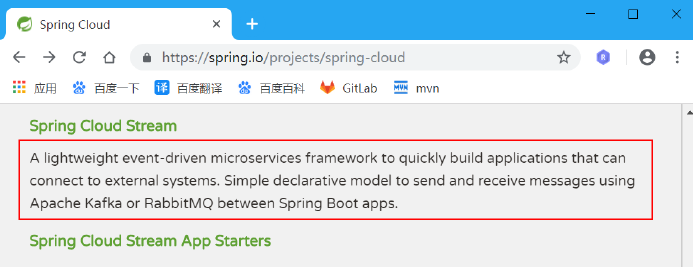 Spring Cloud
https://spring.io/projects/spring-cloud
应用 百度一下 译 百度翻译 百度百科 GitLab MVN mvn
Spring Cloud Stream
A lightweight event-driven microservices framework to quickly build applications that can
connect to external systems. Simple declarative model to send and receive messages using
Apache Kafka or RabbitMQ between Spring Boot apps.
Spring Cloud Stream App Starters